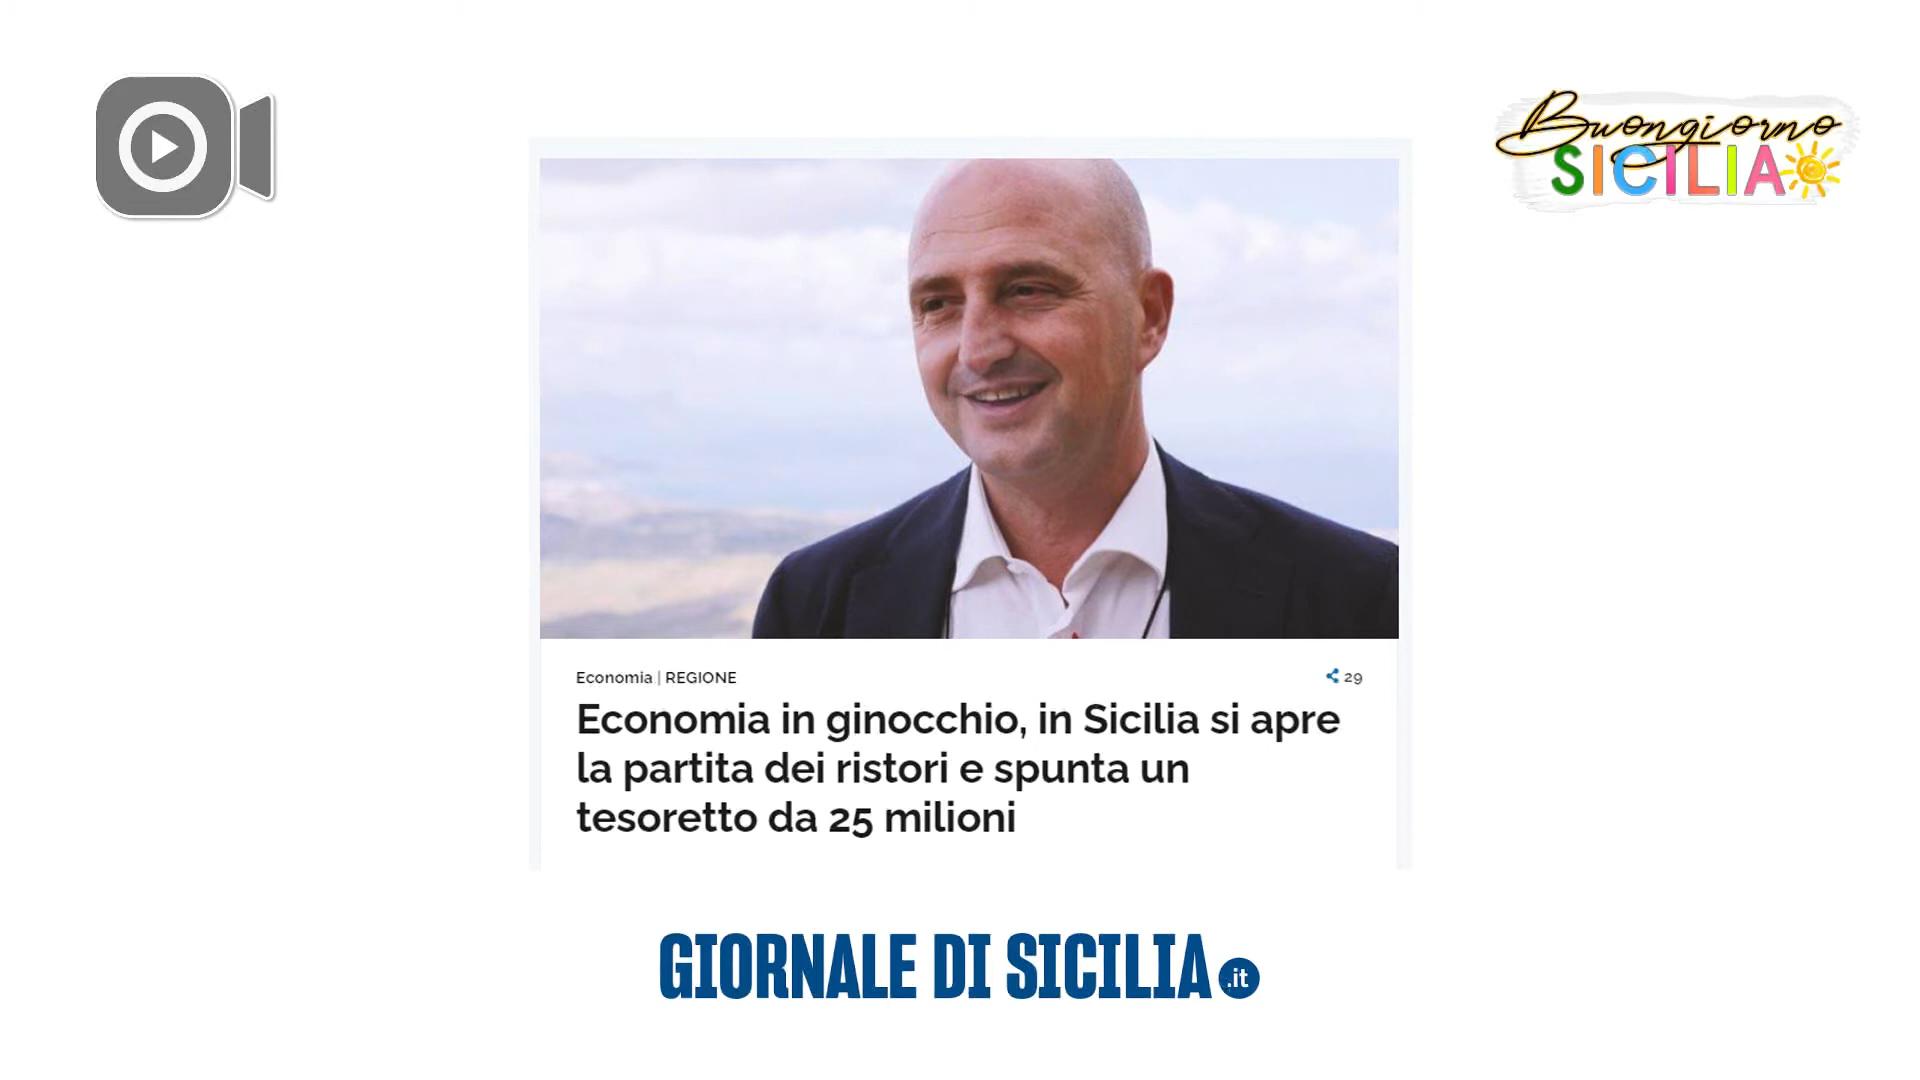 Buongiorno
SICILIA
Economia | REGIONE
29
Economia in ginocchio, in Sicilia si apre
la partita dei ristori e spunta un
tesoretto da 25 milioni
GIORNALE DI SICILIA.it